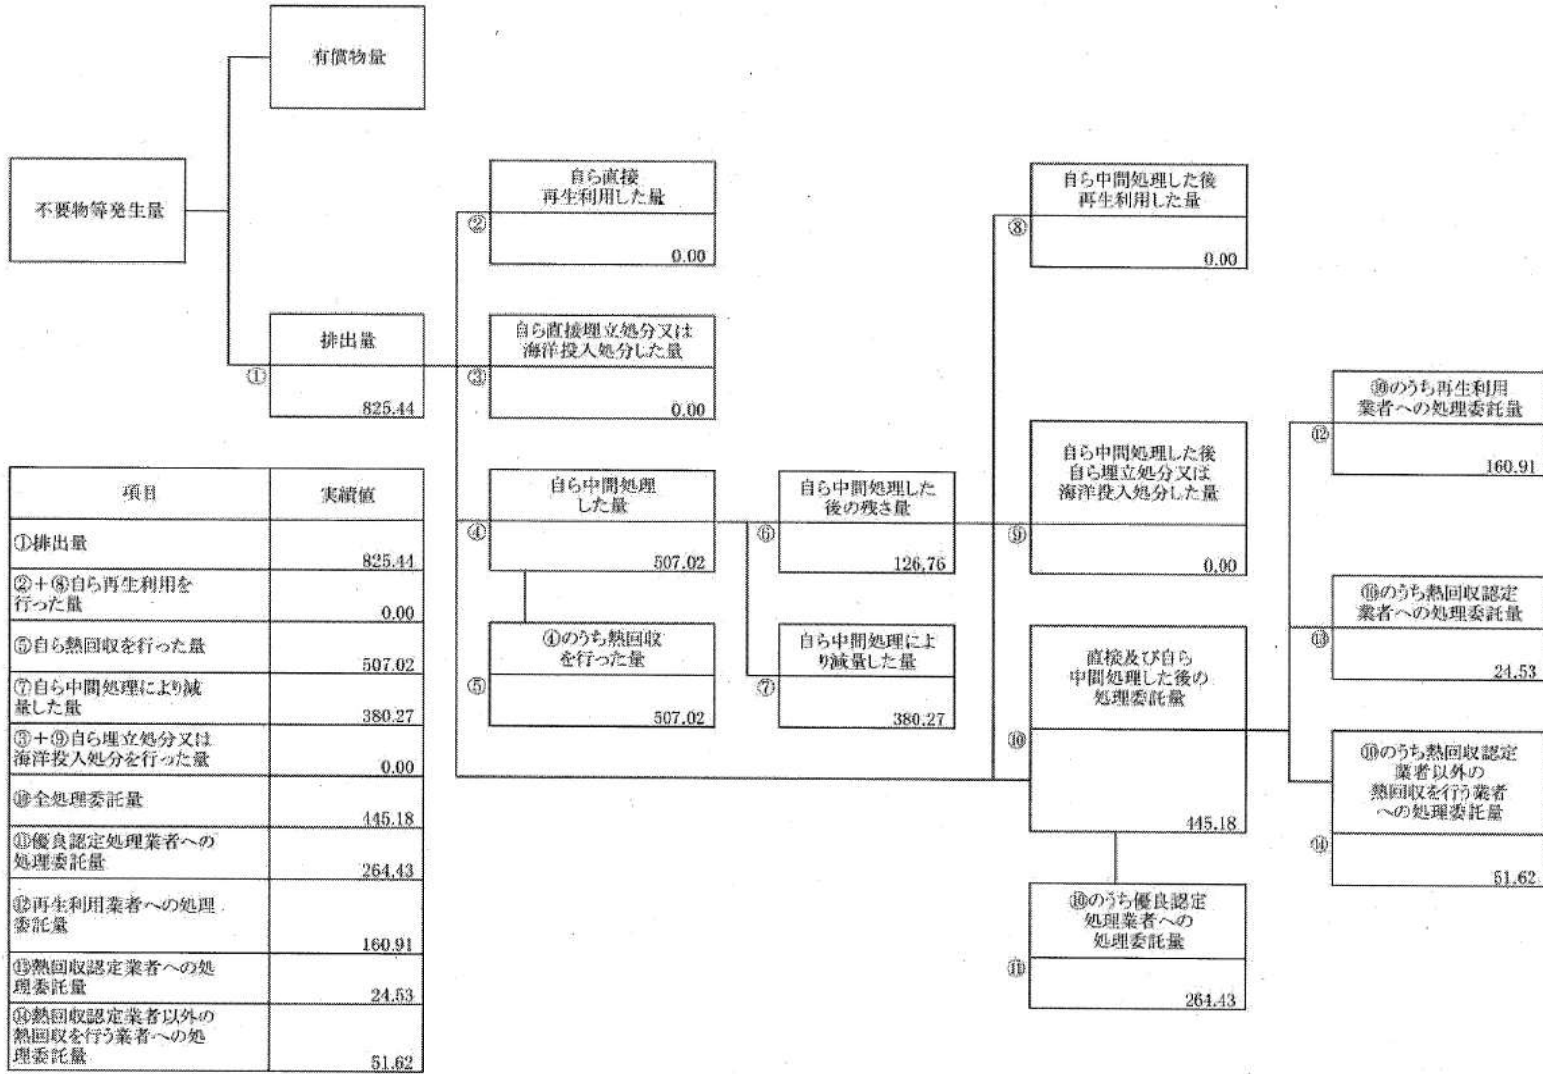 有償物量
不要物等発生量
排出量
①
825.44
自ら直接
再生利用した量
②
0.00
自ら直接埋立処分又は
海洋投入処分した量
③
0.00
自ら中間処理
した量
④
507.02
④のうち熱回収
を行った量
⑤
507.02
自ら中間処理した
後の残さ量
⑥
126.76
自ら中間処理によ
り減量した量
⑦
380.27
自ら中間処理した後
再生利用した量
⑧
0.00
自ら中間処理した後
自ら埋立処分又は
海洋投入処分した量
⑨
0.00
直接及び自ら
中間処理した後の
処理委託量
⑩
445.18
⑩のうち優良認定
処理業者への
処理委託量
⑪
264.43
⑩のうち再生利用
業者への処理委託量
⑫
160.91
⑩のうち熱回収認定
業者への処理委託量
⑬
24.53
⑩のうち熱回収認定
業者以外の
熱回収を行う業者
への処理委託量
⑭
51.62
項目 実績値
①排出量
825.44
②+⑧自ら再生利用を
行った量
0.00
⑤自ら熱回収を行った量
507.02
⑦自ら中間処理により減
量した量
380.27
③+⑨自ら埋立処分又は
海洋投入処分を行った量
0.00
⑩全処理委託量
445.18
⑪優良認定処理業者への
処理委託量
264.43
⑫再生利用業者への処理
委託量
160.91
⑬熱回収認定業者への処
理委託量
24.53
⑭熱回収認定業者以外の
熱回収を行う業者への処
理委託量
51.62